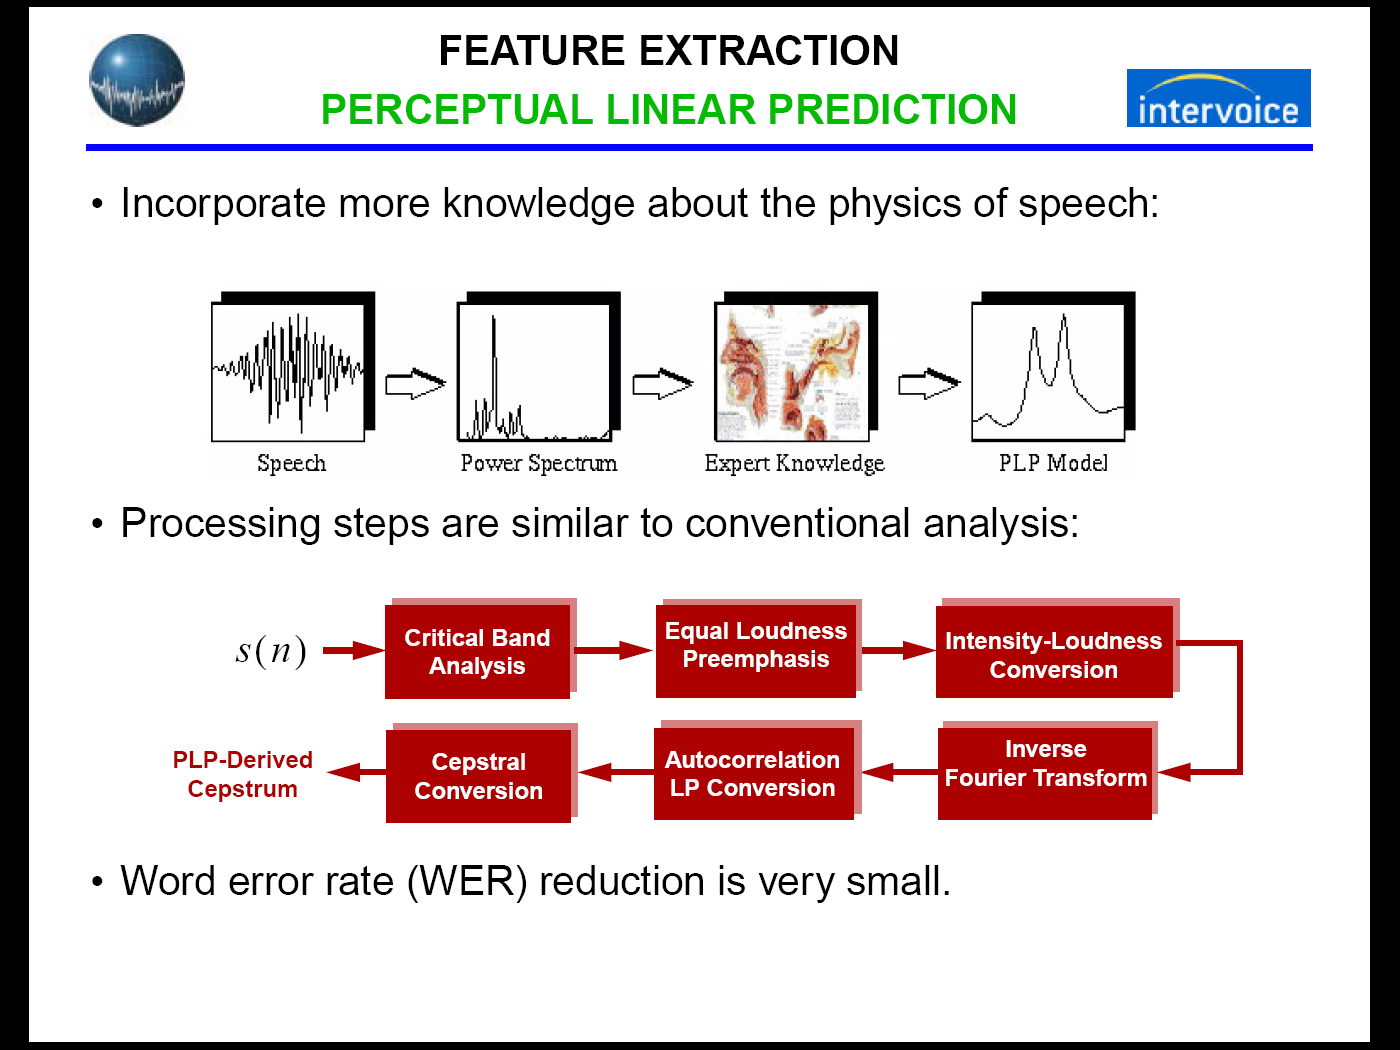 FEATURE EXTRACTION
PERCEPTUAL LINEAR PREDICTION
intervoice
• Incorporate more knowledge about the physics of speech:
Speech
Power Spectrum
Expert Knowledge
PLP Model
• Processing steps are similar to conventional analysis:
s(n)
Critical Band
Analysis
Equal Loudness
Preemphasis
Intensity-Loudness
Conversion
Inverse
Fourier Transform
Autocorrelation
LP Conversion
Cepstral
Conversion
PLP-Derived
Cepstrum
• Word error rate (WER) reduction is very small.